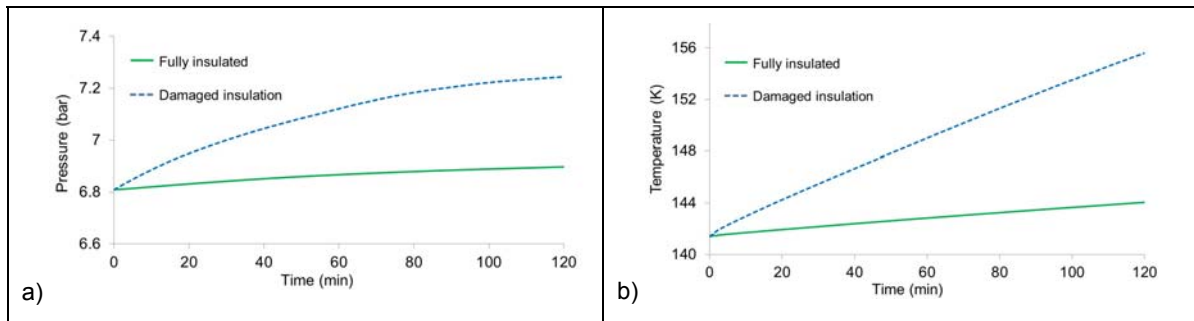 7.4
7.2
7
6.8
6.6
Pressure (bar)
Fully insulated
Damaged insulation
0 20 40 60 80 100 120
Time (min)
a)
156
152
148
144
140
Temperature (K)
Fully insulated
Damaged insulation
0 20 40 60 80 100 120
Time (min)
b)